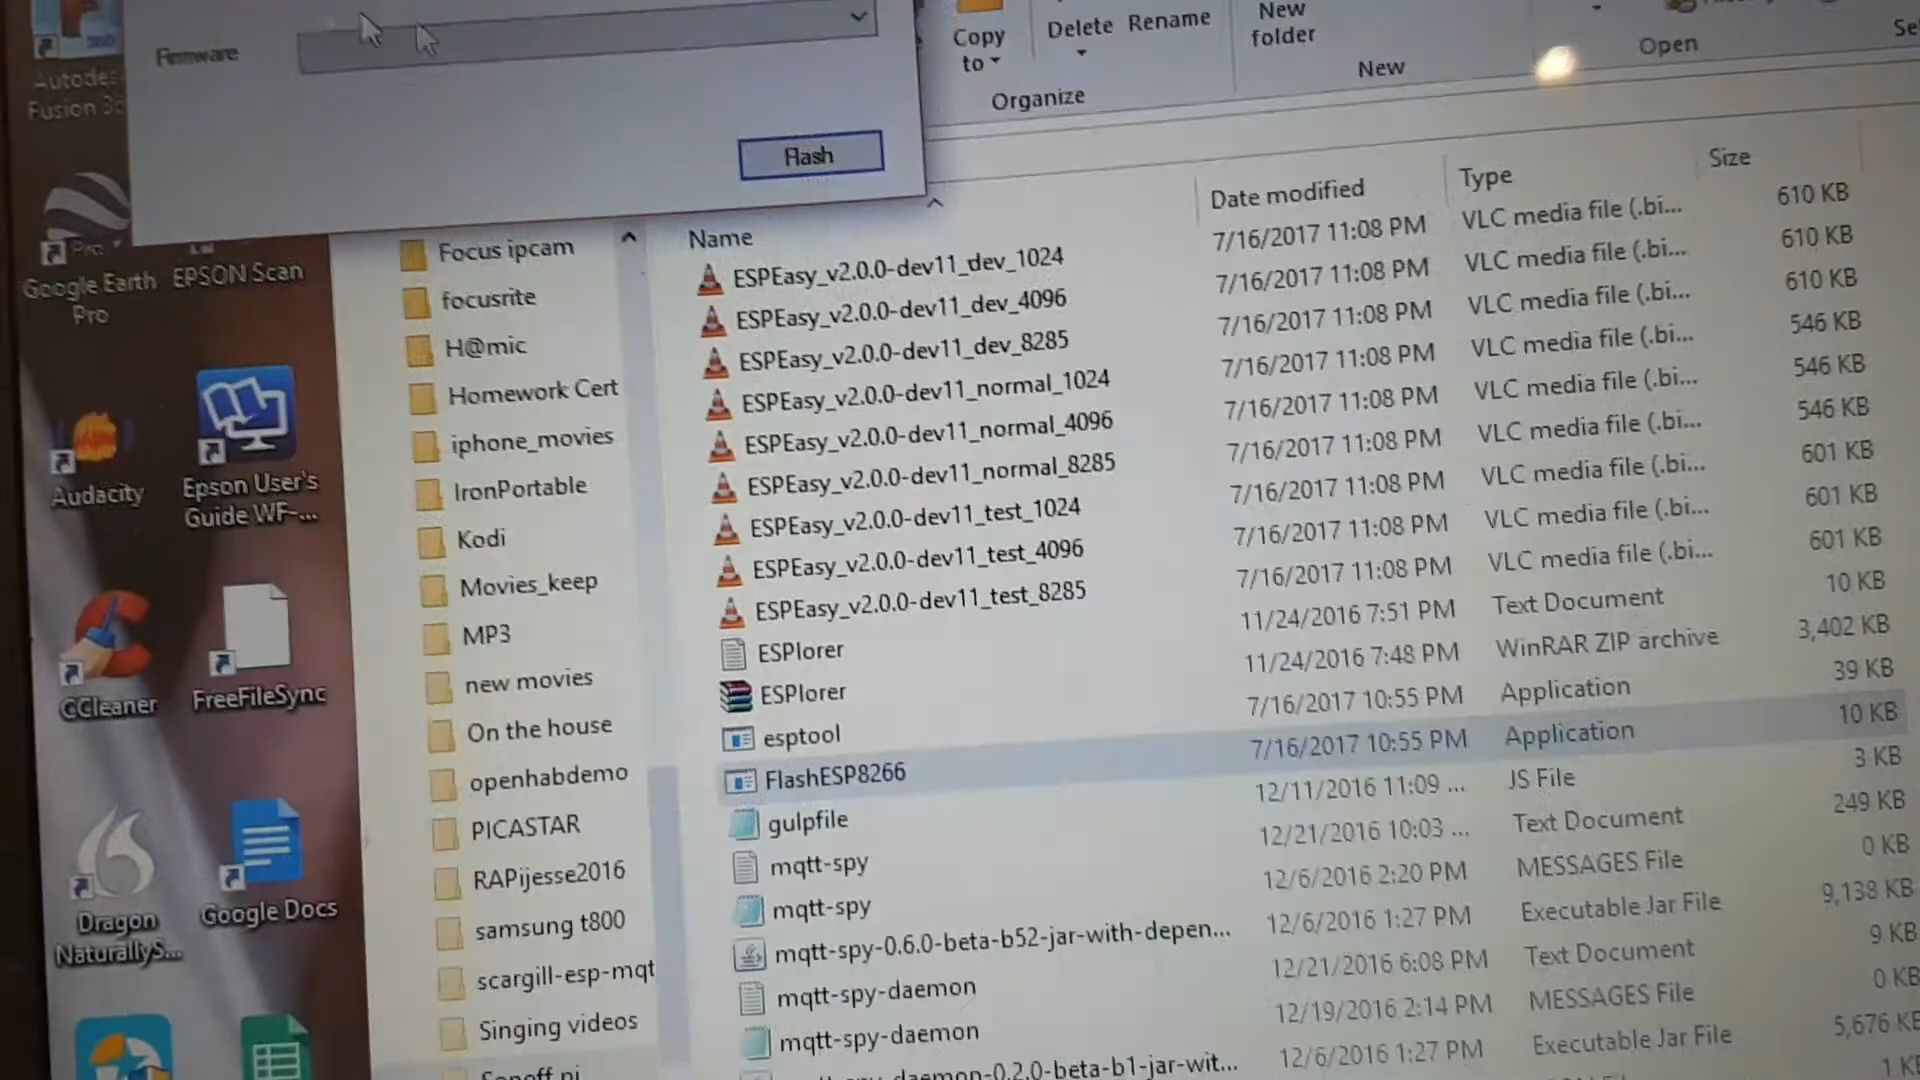 Firmware
Flash
Copy
to
Delete
Rename
New
folder
Organize
New
Open
Autodes
Fusion 36
Google Earth
Pro
EPSON Scan
Audacity
Epson User's
Guide WF-...
CCleaner
FreeFileSync
Dragon
NaturallyS...
Google Docs
Focus ipcam
focusrite
H@mic
Homework Cert
iphone_movies
IronPortable
Kodi
Movies_keep
MP3
new movies
On the house
openhabdemo
PICASTAR
RAPijesse2016
samsung t800
scargill-esp-mqt
Singing videos
Name Date modified Type Size
ESPEasy_v2.0.0-dev11_dev_1024 7/16/2017 11:08 PM VLC media file (.bi... 610 KB
ESPEasy_v2.0.0-dev11_dev_4096 7/16/2017 11:08 PM VLC media file (.bi... 610 KB
ESPEasy_v2.0.0-dev11_dev_8285 7/16/2017 11:08 PM VLC media file (.bi... 610 KB
ESPEasy_v2.0.0-dev11_normal_1024 7/16/2017 11:08 PM VLC media file (.bi... 546 KB
ESPEasy_v2.0.0-dev11_normal_4096 7/16/2017 11:08 PM VLC media file (.bi... 546 KB
ESPEasy_v2.0.0-dev11_normal_8285 7/16/2017 11:08 PM VLC media file (.bi... 546 KB
ESPEasy_v2.0.0-dev11_test_1024 7/16/2017 11:08 PM VLC media file (.bi... 601 KB
ESPEasy_v2.0.0-dev11_test_4096 7/16/2017 11:08 PM VLC media file (.bi... 601 KB
ESPEasy_v2.0.0-dev11_test_8285 7/16/2017 11:08 PM VLC media file (.bi... 601 KB
ESPlorer 11/24/2016 7:51 PM Text Document 10 KB
ESPlorer 11/24/2016 7:48 PM WinRAR ZIP archive 3,402 KB
esptool 7/16/2017 10:55 PM Application 39 KB
FlashESP8266 7/16/2017 10:55 PM Application 10 KB
gulpfile 12/11/2016 11:09 ... JS File 3 KB
mqtt-spy 12/21/2016 10:03 ... Text Document 249 KB
mqtt-spy 12/6/2016 2:20 PM MESSAGES File 0 KB
mqtt-spy-0.6.0-beta-b52-jar-with-depen... 12/6/2016 1:27 PM Executable Jar File 9,138 KB
mqtt-spy-daemon 12/21/2016 6:08 PM Text Document 9 KB
mqtt-spy-daemon 12/19/2016 2:14 PM MESSAGES File 0 KB
daemon-0.2.0-beta-b1-jar-wit... 12/6/2016 1:27 PM Executable Jar File 5,676 KB